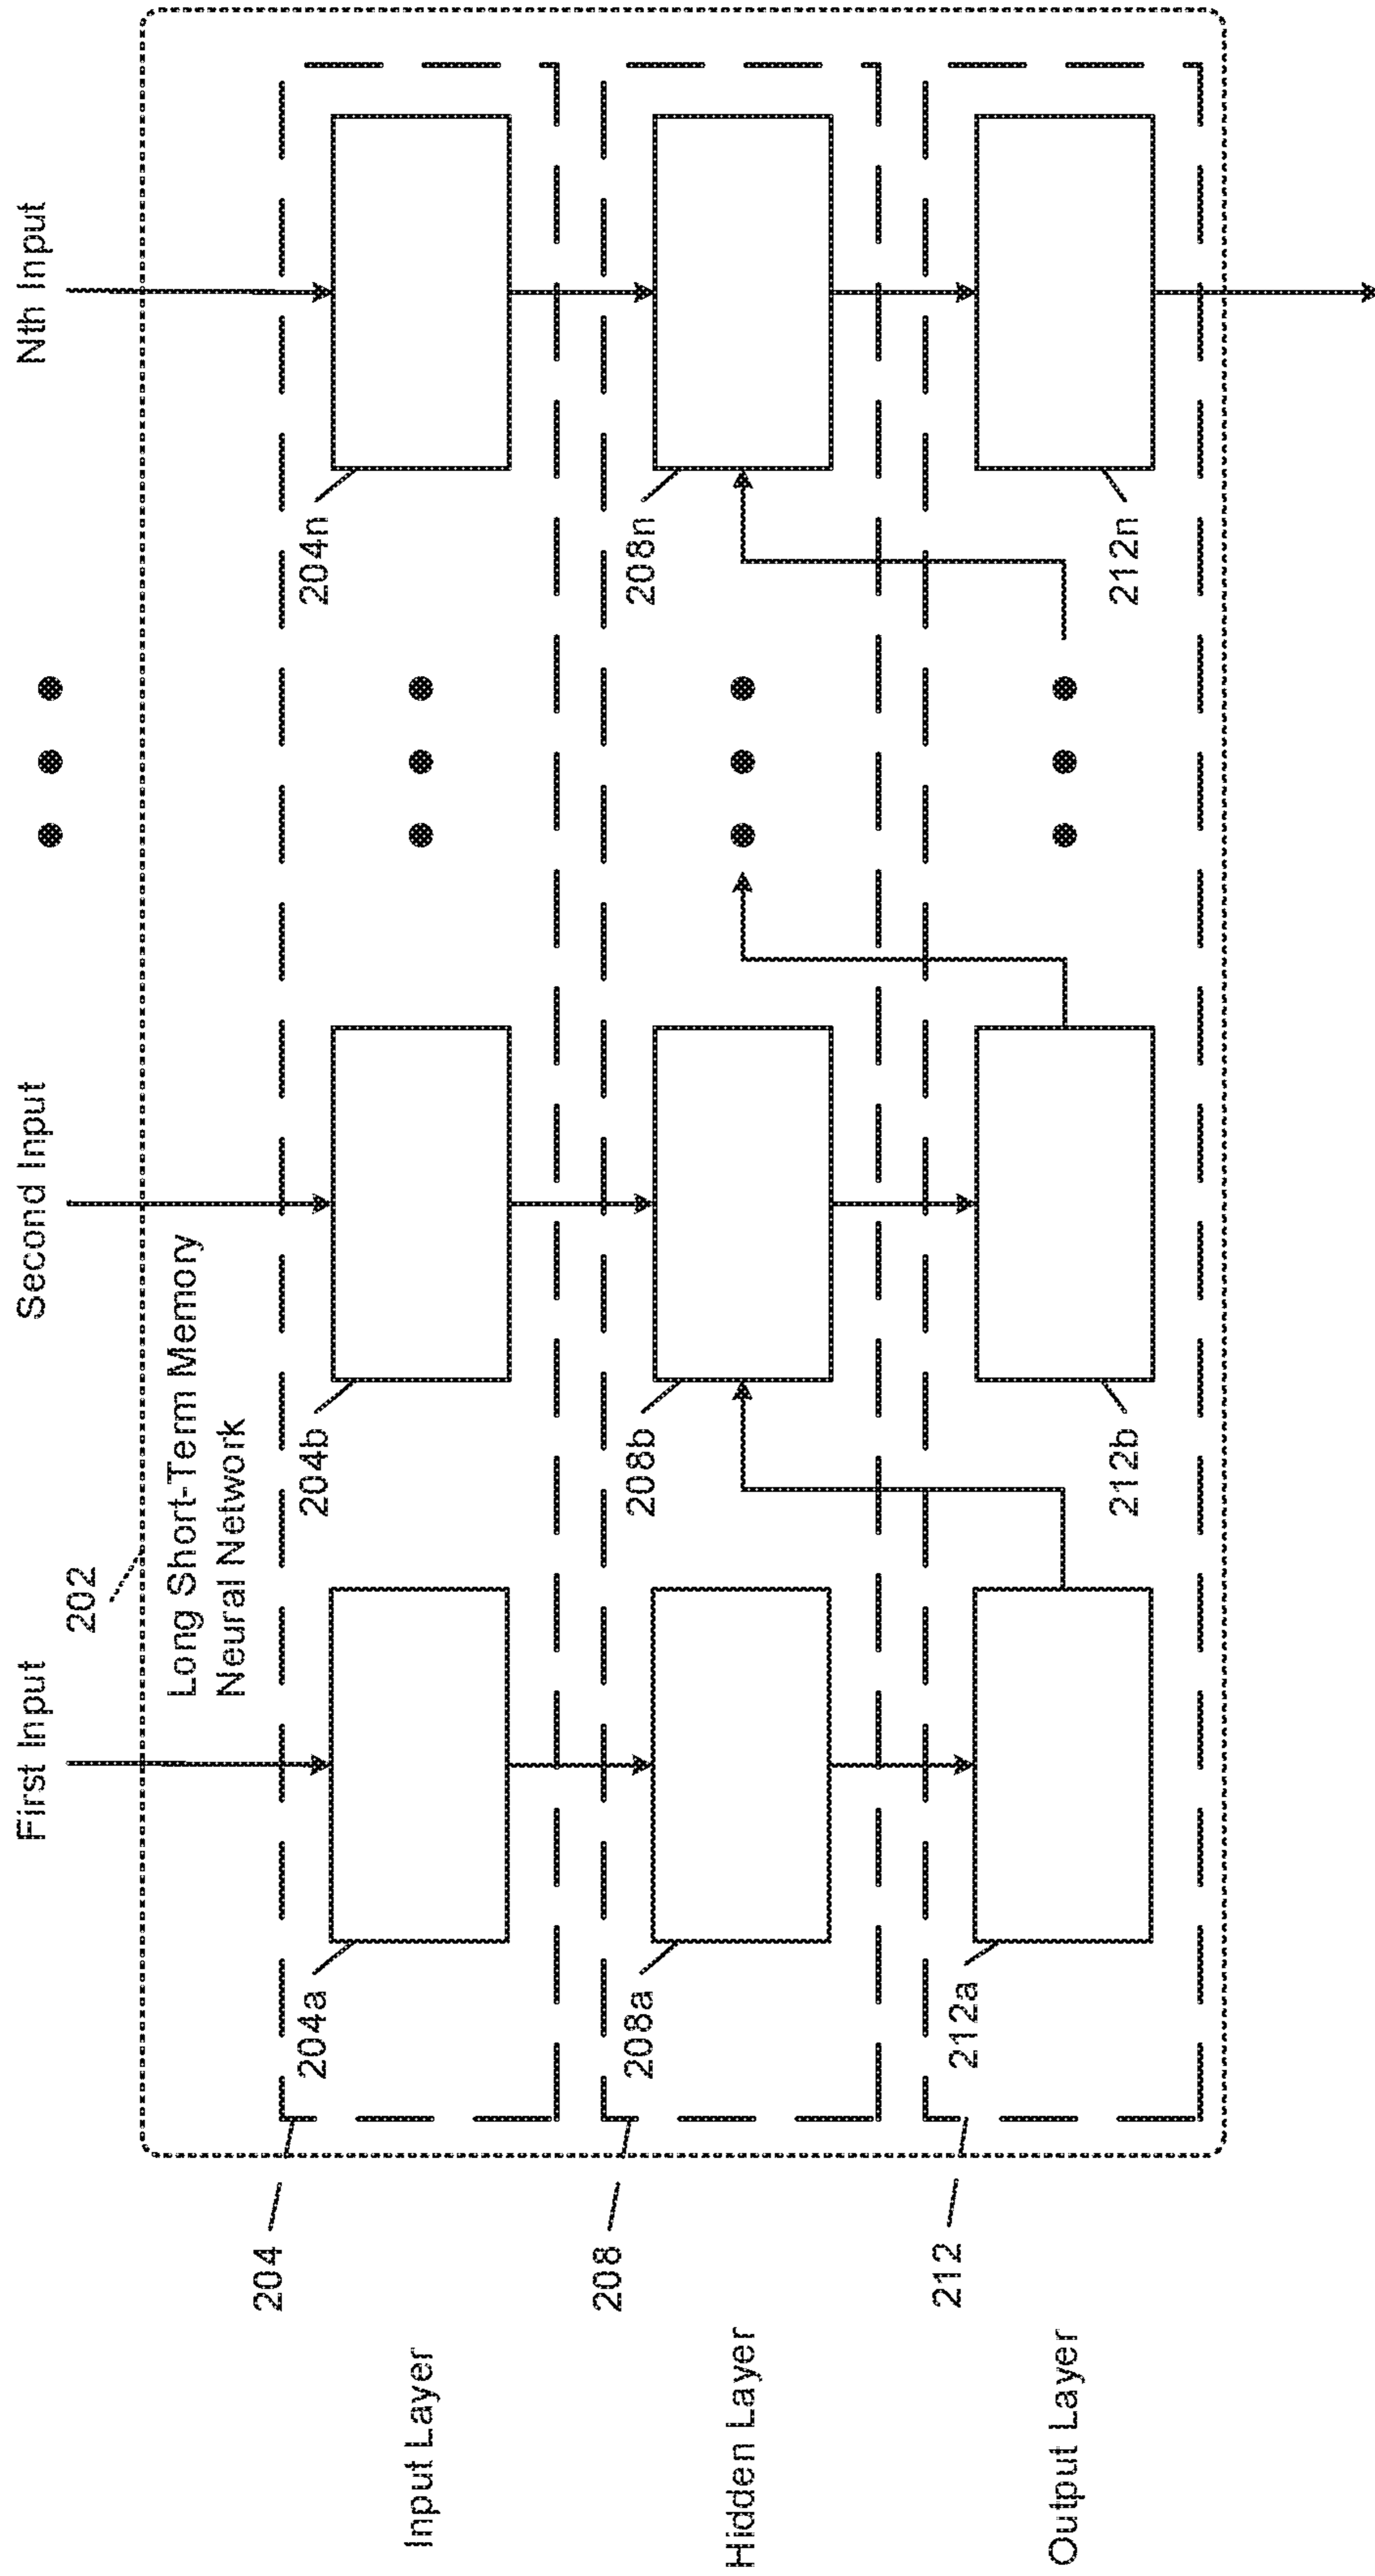 First Input
Second Input
Nth Input
202
Long Short-Term Memory
Neural Network
204
204a
204b
204n
Input Layer
208
208a
208b
208n
Hidden Layer
212
212a
212b
212n
Output Layer